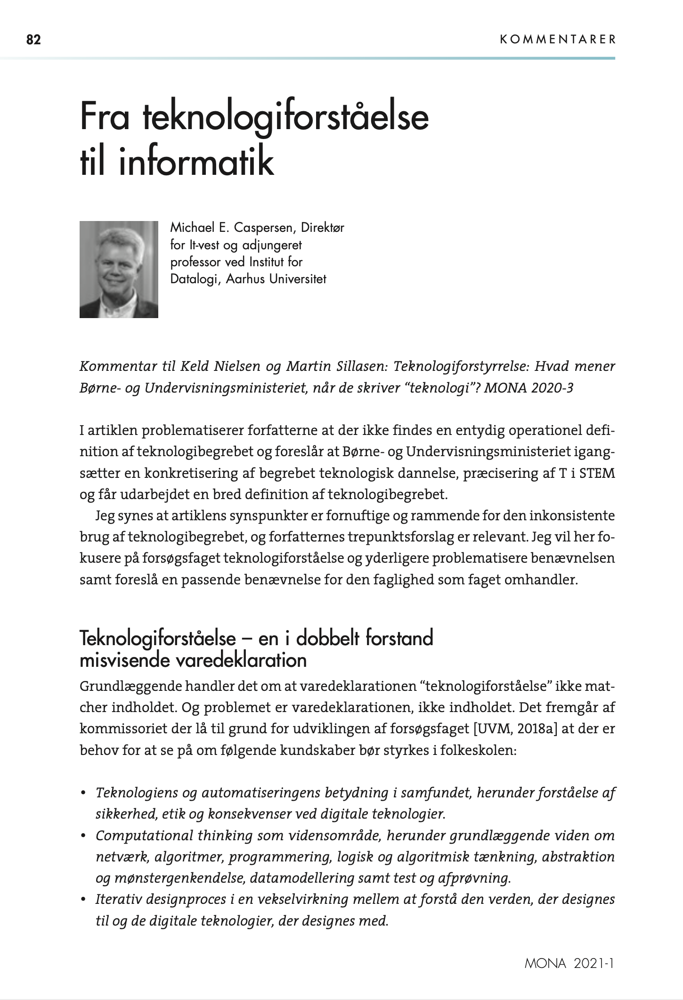 82
KOMMENTARER
Fra teknologiforståelse
til informatik
Michael E. Caspersen, Direktør
for It-vest og adjungeret
professor ved Institut for
Datalogi, Aarhus Universitet
Kommentar til Keld Nielsen og Martin Sillasen: Teknologiforstyrrelse: Hvad mener
Børne- og Undervisningsministeriet, når de skriver “teknologi”? MONA 2020-3
I artiklen problematiserer forfatterne at der ikke findes en entydig operationel defi-
nition af teknologibegrebet og foreslår at Børne- og Undervisningsministeriet igang-
sætter en konkretisering af begrebet teknologisk dannelse, præcisering af T i STEM
og får udarbejdet en bred definition af teknologibegrebet.
Jeg synes at artiklens synspunkter er fornuftige og rammende for den inkonsistente
brug af teknologibegrebet, og forfatternes trepunktsforslag er relevant. Jeg vil her fo-
kusere på forsøgsfaget teknologiforståelse og yderligere problematisere benævnelsen
samt foreslå en passende benævnelse for den faglighed som faget omhandler.
Teknologiforståelse – en i dobbelt forstand
misvisende varedeklaration
Grundlæggende handler det om at varedeklarationen “teknologiforståelse” ikke mat-
cher indholdet. Og problemet er varedeklarationen, ikke indholdet. Det fremgår af
kommissoriet der lå til grund for udviklingen af forsøgsfaget [UVM, 2018a] at der er
behov for at se på om følgende kundskaber bør styrkes i folkeskolen:
• Teknologiens og automatiseringens betydning i samfundet, herunder forståelse af
sikkerhed, etik og konsekvenser ved digitale teknologier.
• Computational thinking som vidensområde, herunder grundlæggende viden om
netværk, algoritmer, programmering, logisk og algoritmisk tænkning, abstraktion
og mønstergenkendelse, datamodellering samt test og afprøvning.
• Iterativ designproces i en vekselvirkning mellem at forstå den verden, der designes
til og de digitale teknologier, der designes med.
MONA 2021-1